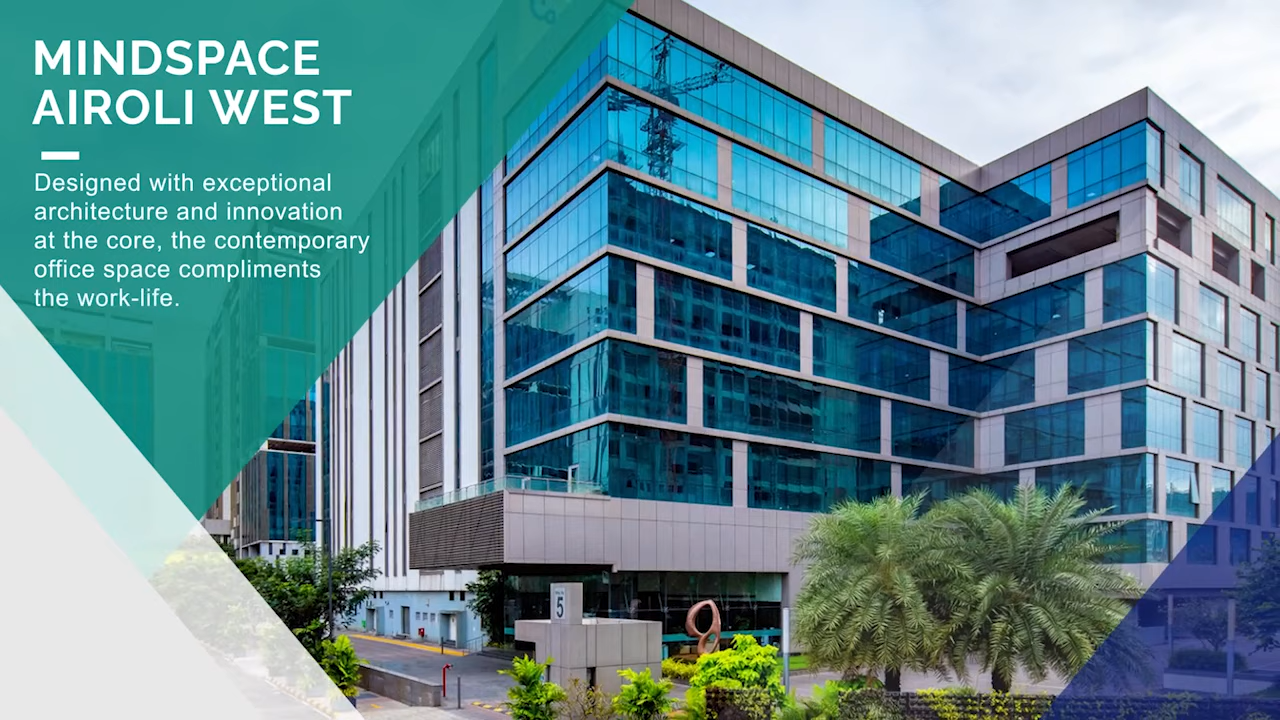 MINDSPACE
AIROLI WEST
Designed with exceptional
architecture and innovation
at the core, the contemporary
office space compliments
the work-life.
5